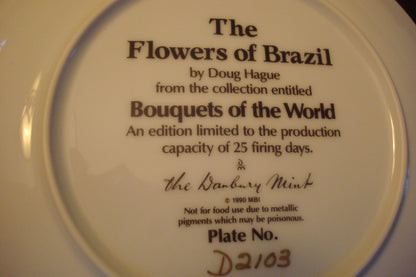 The
Flowers of Brazil
by Doug Hague
from the collection entitled
Bouquets of the World
An edition limited to the production
capacity of 25 firing days.
the Danbury Mint
© 1990 MBI
Not for food use due to metallic
pigments which may be poisonous.
Plate No.
D2103